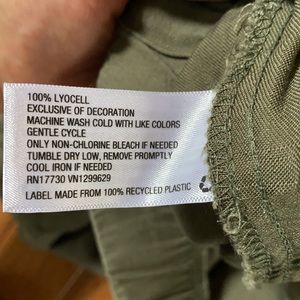 100% LYOCELL
EXCLUSIVE OF DECORATION
MACHINE WASH COLD WITH LIKE COLORS
GENTLE CYCLE
ONLY NON-CHLORINE BLEACH IF NEEDED
TUMBLE DRY LOW, REMOVE PROMPTLY
COOL IRON IF NEEDED
RN17730 VN1299629
LABEL MADE FROM 100% RECYCLED PLASTIC